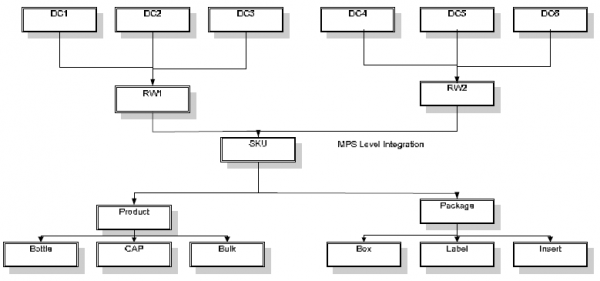 DC1 DC2 DC3 DC4 DC5 DC6
RW1 RW2
SKU MPS Level Integration
Product Package
Bottle CAP Bulk Box Label Insert